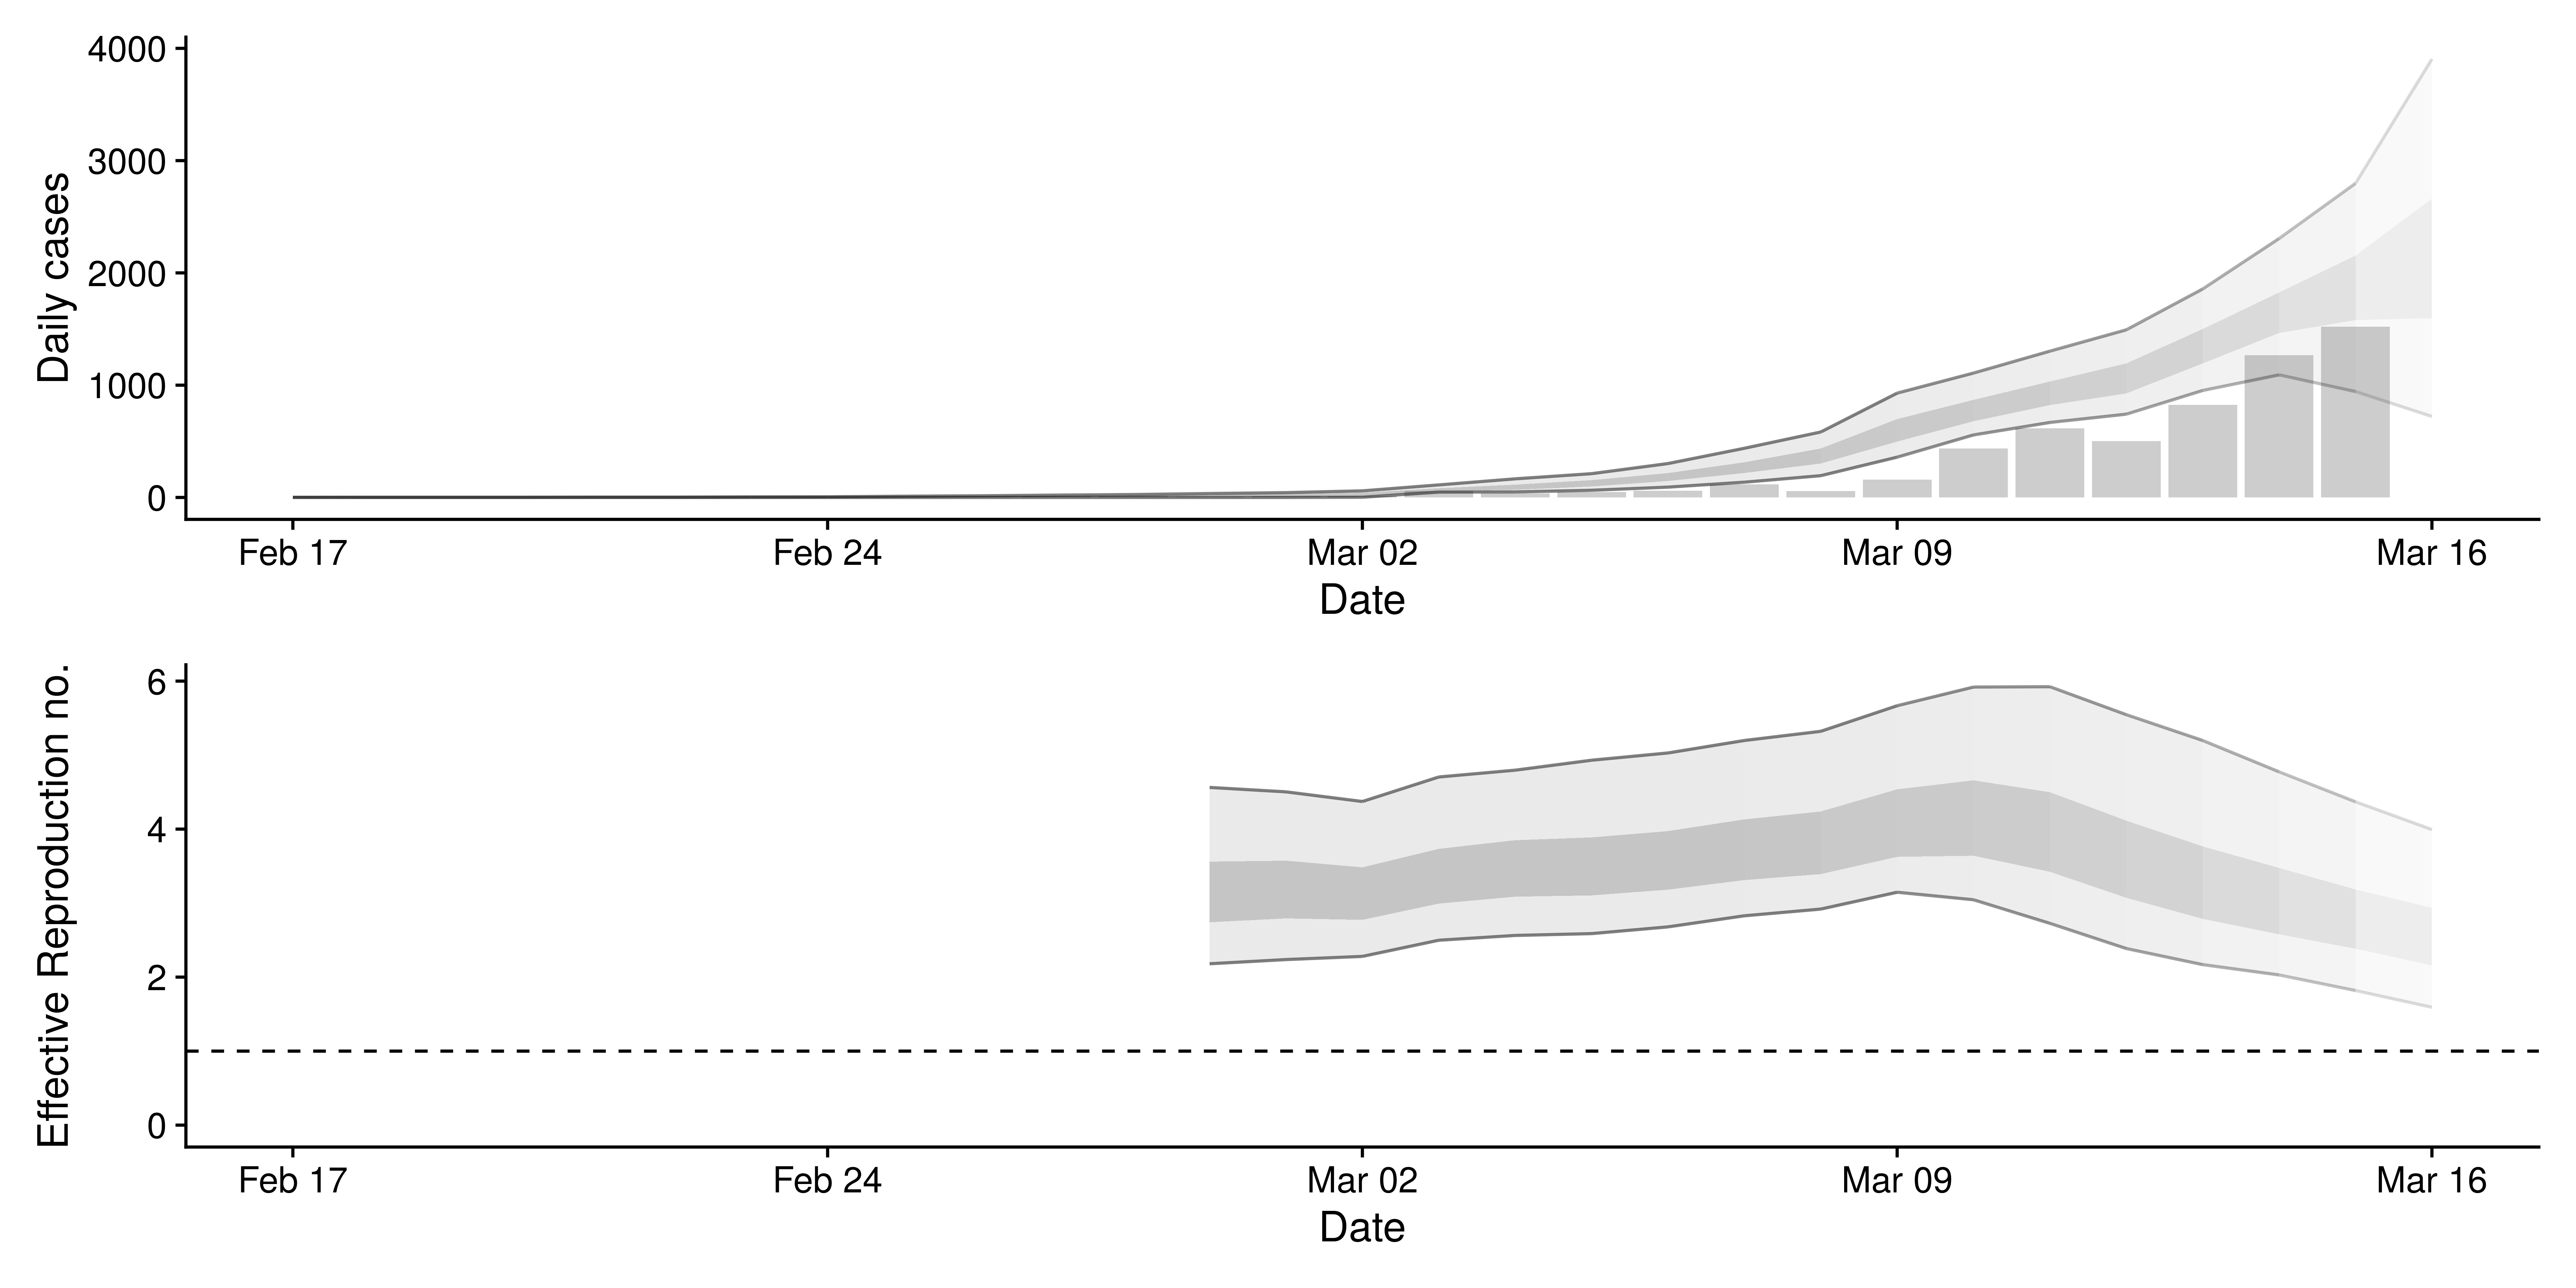 Daily cases
4000
3000
2000
1000
0
Feb 17 Feb 24 Mar 02 Mar 09 Mar 16
Date
Effective Reproduction no.
6
4
2
0
Feb 17 Feb 24 Mar 02 Mar 09 Mar 16
Date